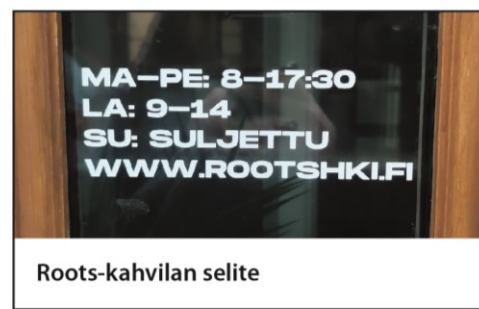 MA–PE: 8–17:30
LA: 9–14
SU: SULJETTU
WWW.ROOTSHKI.FI
Roots-kahvilan selite